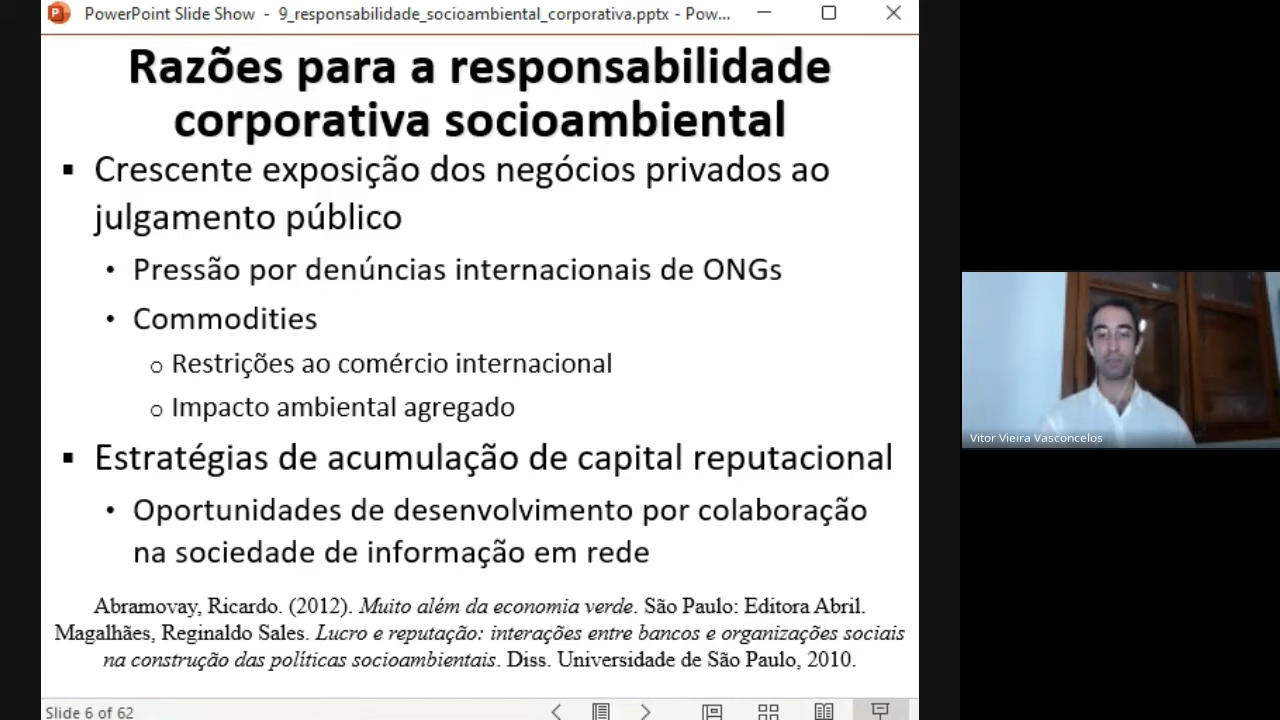 PowerPoint Slide Show - 9_responsabilidade_socioambiental_corporativa.pptx - Pow...
Razões para a responsabilidade
corporativa socioambiental
▪ Crescente exposição dos negócios privados ao
julgamento público
• Pressão por denúncias internacionais de ONGs
• Commodities
o Restrições ao comércio internacional
o Impacto ambiental agregado
▪ Estratégias de acumulação de capital reputacional
• Oportunidades de desenvolvimento por colaboração
na sociedade de informação em rede
Abramovay, Ricardo. (2012). Muito além da economia verde. São Paulo: Editora Abril.
Magalhães, Reginaldo Sales. Lucro e reputação: interações entre bancos e organizações sociais
na construção das políticas socioambientais. Diss. Universidade de São Paulo, 2010.
Slide 6 of 62
Vitor Vieira Vasconcelos